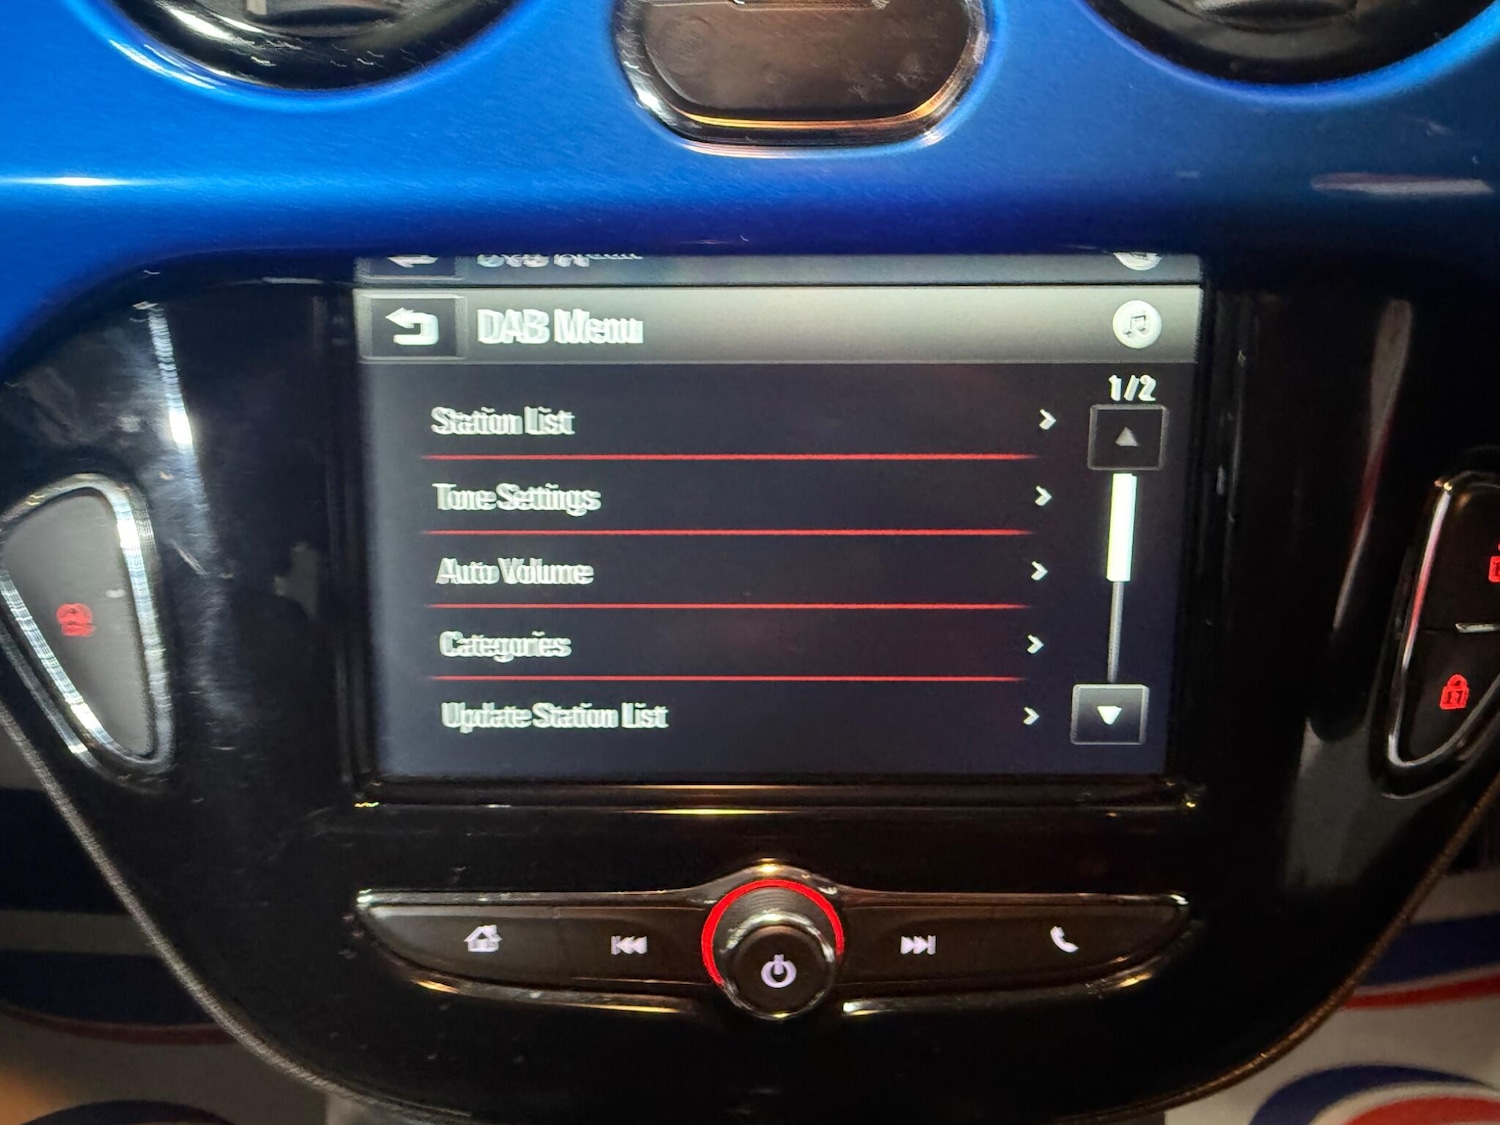 DAB Menu
1/2
Station List
Tone Settings
Auto Volume
Categories
Update Station List